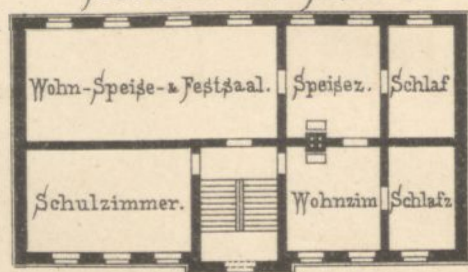 Wohn-Speise-& Festsaal.
Speisez.
Schlaf
Schulzimmer.
Wohnzim
Schlafz